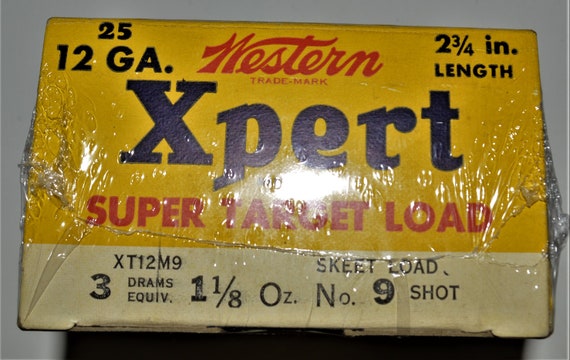 25 Western 2¾ in.
12 GA. TRADE-MARK LENGTH
Xpert
SUPER TARGET LOAD
XT12M9 SKEET LOAD
3 DRAMS EQUIV. 1⅛ Oz. No. 9 SHOT